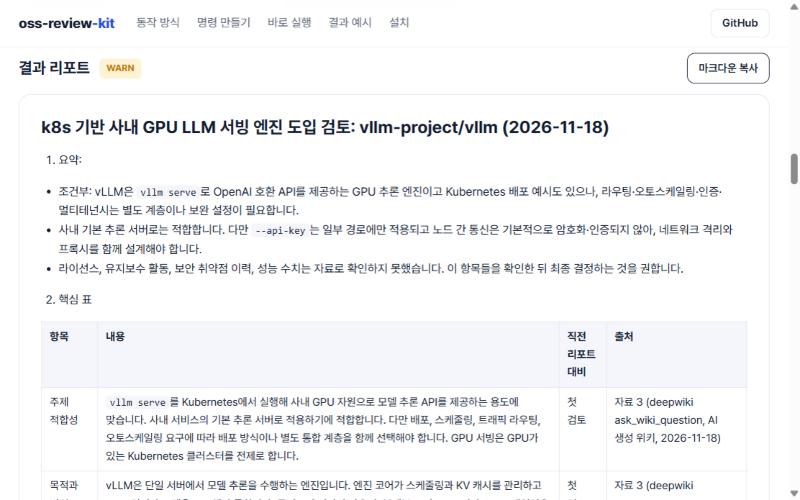 oss-review-kit 동작 방식 명령 만들기 바로 실행 결과 예시 설치 GitHub
결과 리포트 WARN 마크다운 복사
k8s 기반 사내 GPU LLM 서빙 엔진 도입 검토: vllm-project/vllm (2026-11-18)
1. 요약:
• 조건부: vLLM은 vllm serve 로 OpenAI 호환 API를 제공하는 GPU 추론 엔진이고 Kubernetes 배포 예시도 있으나, 라우팅·오토스케일링·인증·
멀티테넌시는 별도 계층이나 보완 설정이 필요합니다.
• 사내 기본 추론 서버로는 적합합니다. 다만 --api-key 는 일부 경로에만 적용되고 노드 간 통신은 기본적으로 암호화·인증되지 않아, 네트워크 격리와
프록시를 함께 설계해야 합니다.
• 라이선스, 유지보수 활동, 보안 취약점 이력, 성능 수치는 자료로 확인하지 못했습니다. 이 항목들을 확인한 뒤 최종 결정하는 것을 권합니다.
2. 핵심 표
항목 내용 직전 리포트 대비 출처
주제 적합성
vllm serve 를 Kubernetes에서 실행해 사내 GPU 자원으로 모델 추론 API를 제공하는 용도에
맞습니다. 사내 서비스의 기본 추론 서버로 적용하기에 적합합니다. 다만 배포, 스케줄링, 트래픽 라우팅,
오토스케일링 요구에 따라 배포 방식이나 별도 통합 계층을 함께 선택해야 합니다. GPU 서빙은 GPU가
있는 Kubernetes 클러스터를 전제로 합니다.
첫 검토
자료 3 (deepwiki
ask_wiki_question, AI
생성 위키, 2026-11-18)
목적과
vLLM은 단일 서버에서 모델 추론을 수행하는 엔진입니다. 엔진 코어가 스케줄링과 KV 캐시를 관리하고
첫
자료 3 (deepwiki